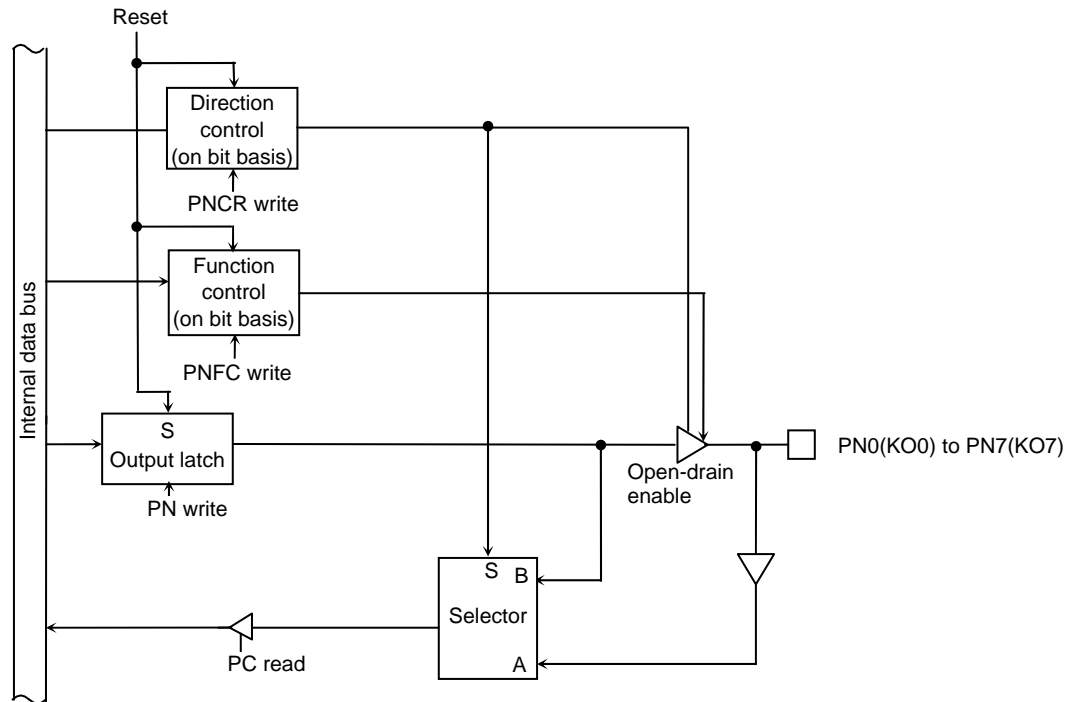 Reset
Direction
control
(on bit basis)
PNCR write
Function
control
(on bit basis)
PNFC write
Internal data bus
S
Output latch
PN write
Open-drain
enable
PN0(KO0) to PN7(KO7)
S
B
Selector
A
PC read